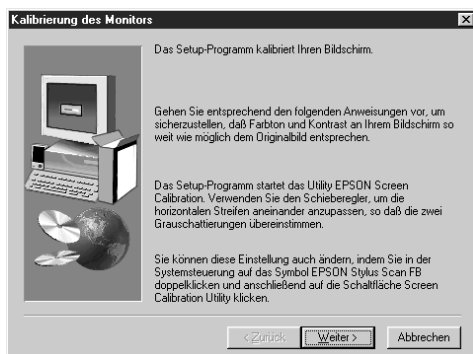 Kalibrierung des Monitors
Das Setup-Programm kalibriert Ihren Bildschirm.
Gehen Sie entsprechend den folgenden Anweisungen vor, um
sicherzustellen, daß Farbton und Kontrast an Ihrem Bildschirm so
weit wie möglich dem Originalbild entsprechen.
Das Setup-Programm startet das Utility EPSON Screen
Calibration. Verwenden Sie den Schieberegler, um die
horizontalen Streifen aneinander anzupassen, so daß die zwei
Grauschattierungen übereinstimmen.
Sie können diese Einstellung auch ändern, indem Sie in der
Systemsteuerung auf das Symbol EPSON Stylus Scan FB
doppelklicken und anschließend auf die Schaltfläche Screen
Calibration Utility klicken.
< Zurück Weiter > Abbrechen